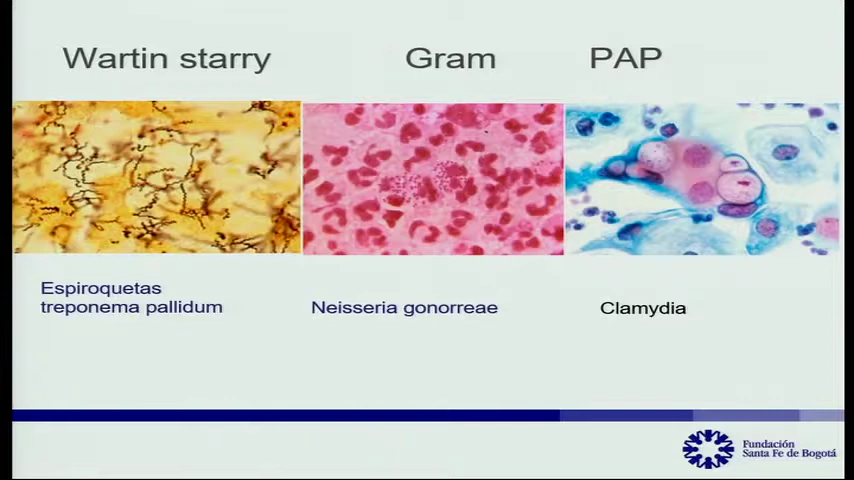 Wartin starry
Gram
PAP
Espiroquetas
treponema pallidum
Neisseria gonorreae
Clamydia
Fundación
Santa Fe de Bogotá